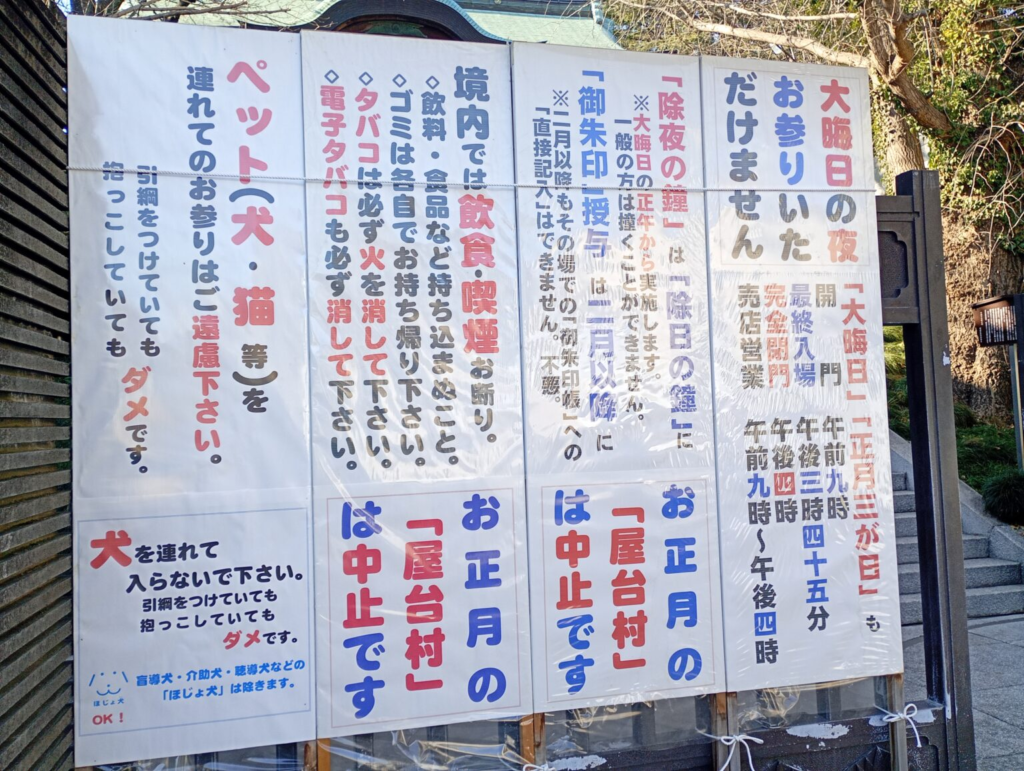 大晦日の夜
お参りいた
だけません
「大晦日」「正月三が日」も
開門 午前九時
最終入場 午後三時四十五分
完全閉門 午後四時
売店営業 午前九時～午後四時
「除夜の鐘」は「除日の鐘」に
※大晦日の正午から実施します。
一般の方は撞くことができません。
「御朱印」授与は二月以降に
※二月以降もその場での「御朱印帳」への
「直接記入」はできません。不悪。
お正月の
「屋台村」
は中止です
境内では飲食・喫煙お断り。
◇飲料・食品など持ち込まぬこと。
◇ゴミは各自でお持ち帰り下さい。
◇タバコは必ず火を消して下さい。
◇電子タバコも必ず消して下さい。
お正月の
「屋台村」
は中止です
ペット(犬・猫 等)を
連れてのお参りはご遠慮下さい。
引綱をつけていても
抱っこしていても ダメです。
犬を連れて
入らないで下さい。
引綱をつけていても
抱っこしていても
ダメです。
盲導犬・介助犬・聴導犬などの
「ほじょ犬」は除きます。
ほじょ犬
OK！